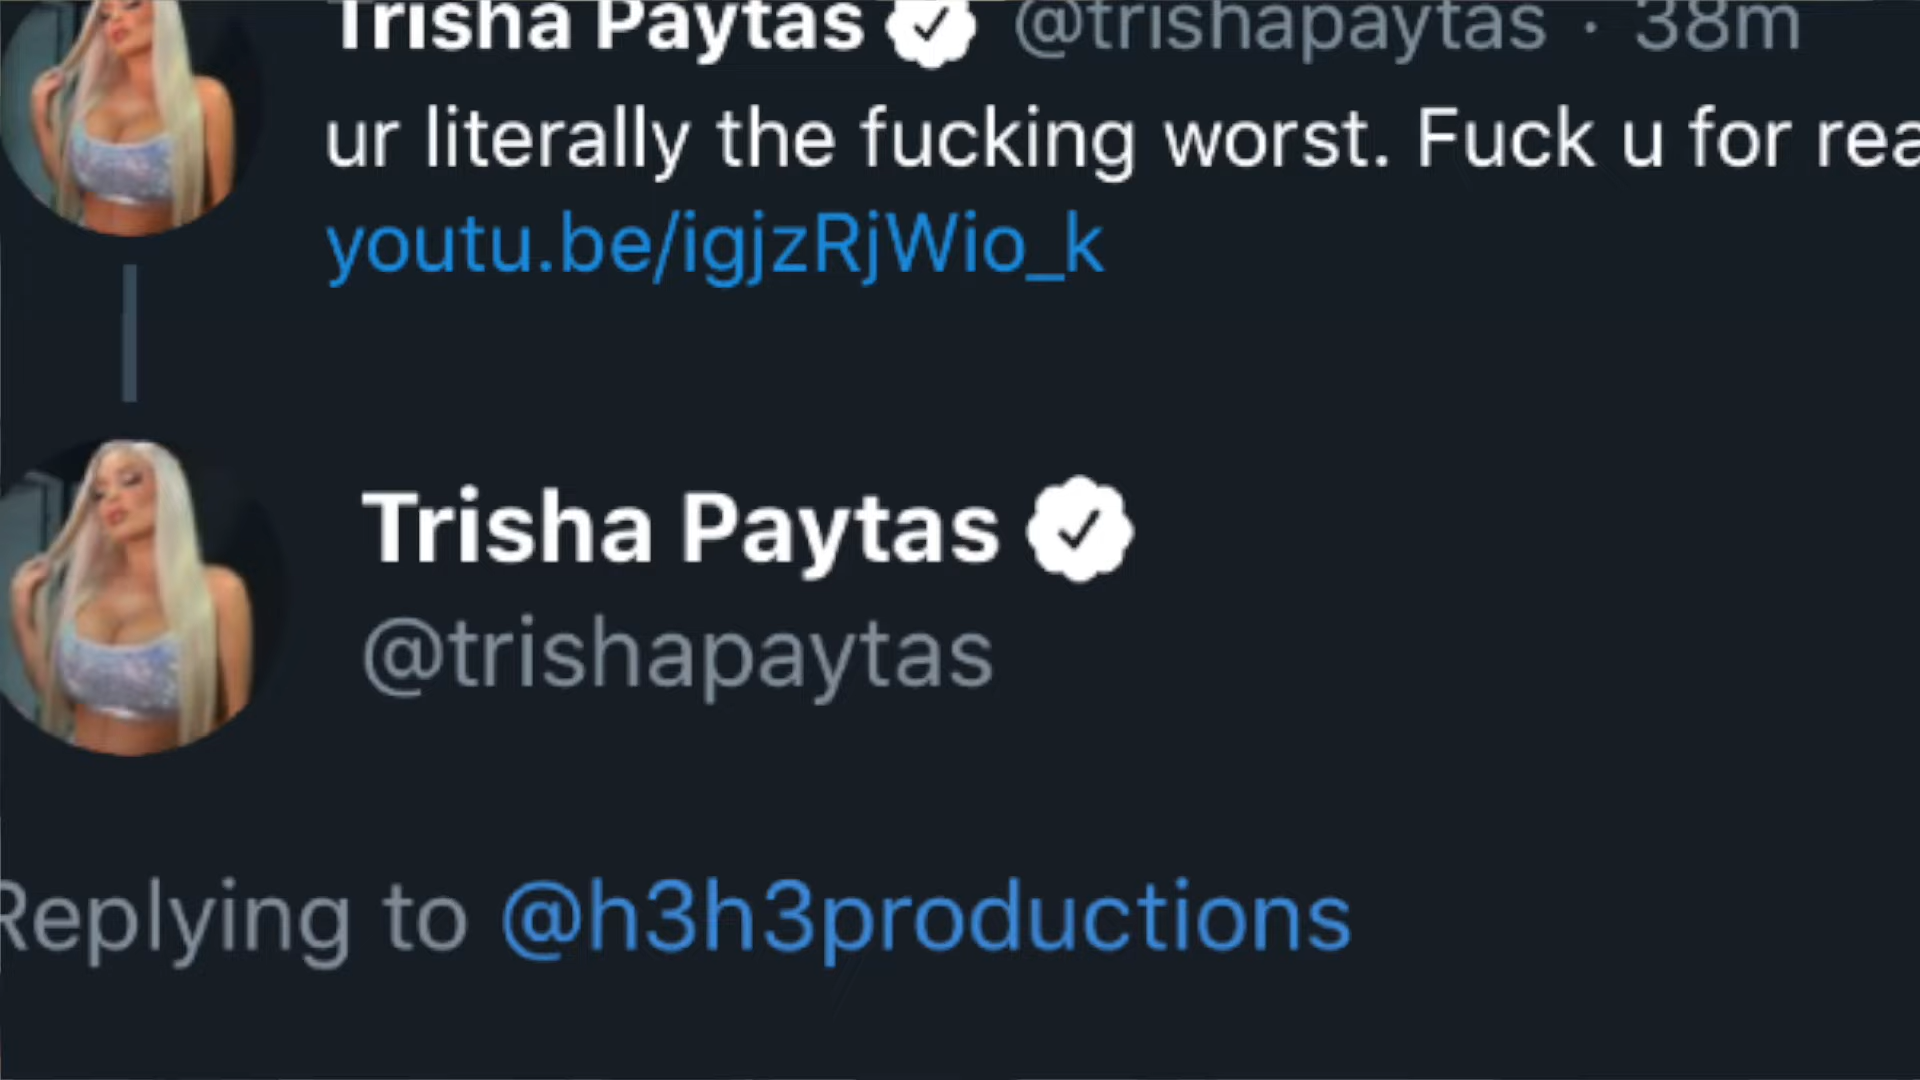 Trisha Paytas @trishapaytas · 38m
ur literally the fucking worst. Fuck u for
youtu.be/igjzRjWio_k
Trisha Paytas
@trishapaytas
Replying to @h3h3productions